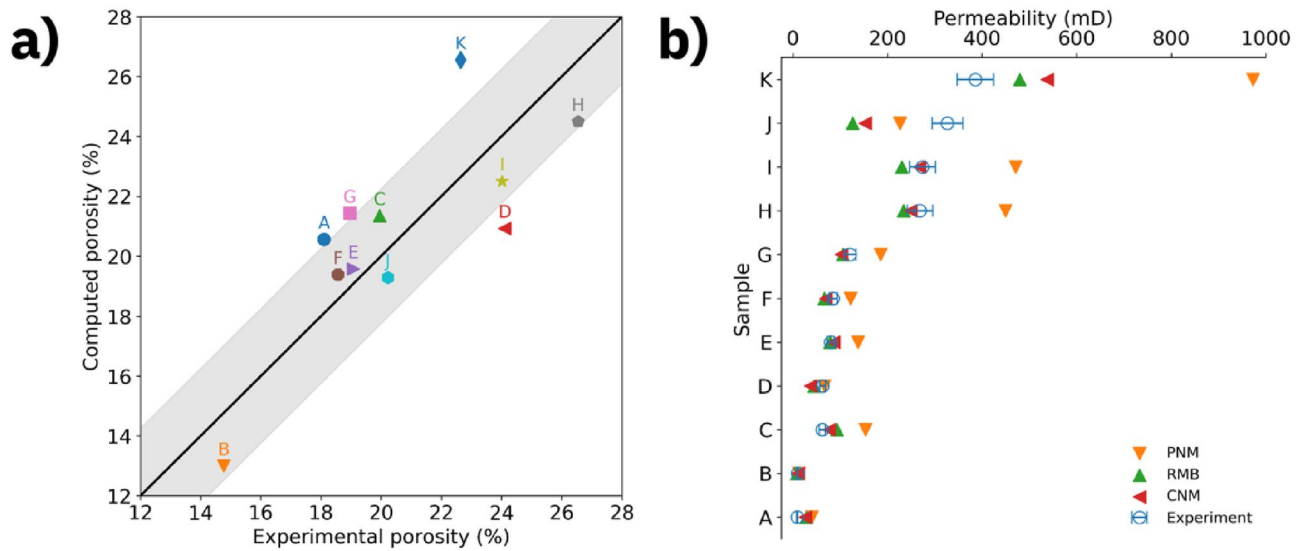 a)
28
26
24
22
20
18
16
14
12
Computed porosity (%)
K
H
I
G
C
D
A
E
F
J
B
12 14 16 18 20 22 24 26 28
Experimental porosity (%)
b)
Permeability (mD)
0 200 400 600 800 1000
Sample
K
J
I
H
G
F
E
D
C
B
A
PNM
RMB
CNM
Experiment